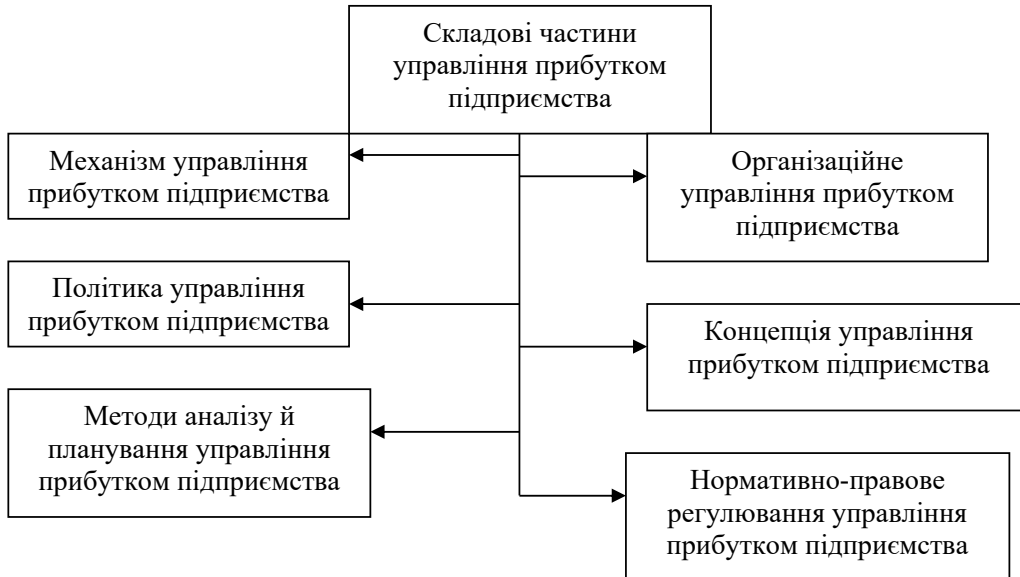 Складові частини
управління прибутком
підприємства
Механізм управління
прибутком підприємства
Організаційне
управління прибутком
підприємства
Політика управління
прибутком підприємства
Концепція управління
прибутком підприємства
Методи аналізу й
планування управління
прибутком підприємства
Нормативно-правове
регулювання управління
прибутком підприємства